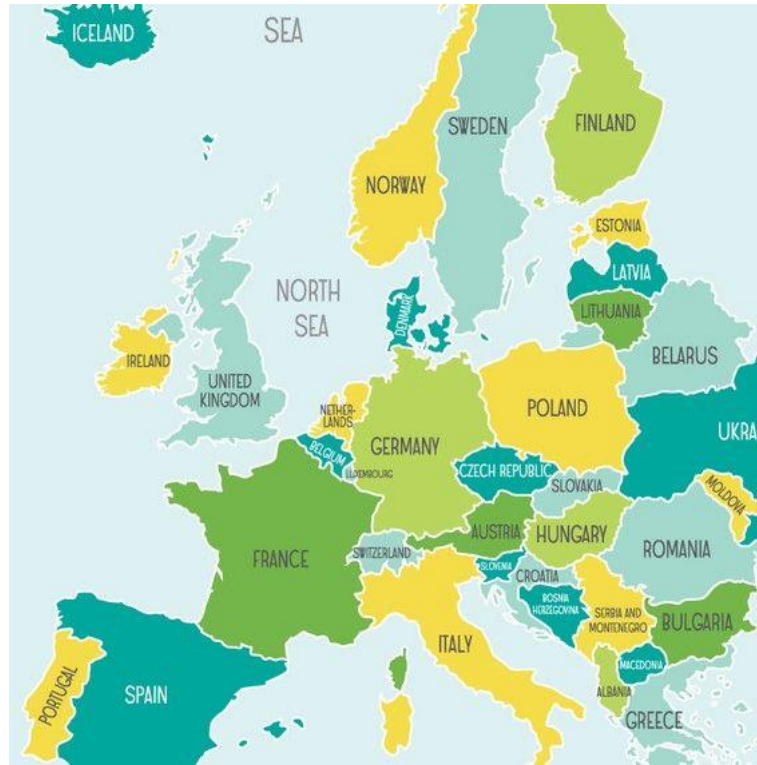 ICELAND
SEA
SWEDEN
FINLAND
NORWAY
ESTONIA
LATVIA
NORTH
SEA
DENMARK
LITHUANIA
BELARUS
IRELAND
UNITED
KINGDOM
NETHER-
LANDS
POLAND
GERMANY
BELGIUM
UKRA
LUXEMBOURG
CZECH REPUBLIC
SLOVAKIA
MOLDOVA
FRANCE
SWITZERLAND
AUSTRIA
HUNGARY
ROMANIA
SLOVENIA
CROATIA
BOSNIA
HERZEGOVNA
SERBIA AND
MONTENEGRO
BULGARIA
ITALY
MACEDONIA
PORTUGAL
SPAIN
ALBANIA
GREECE